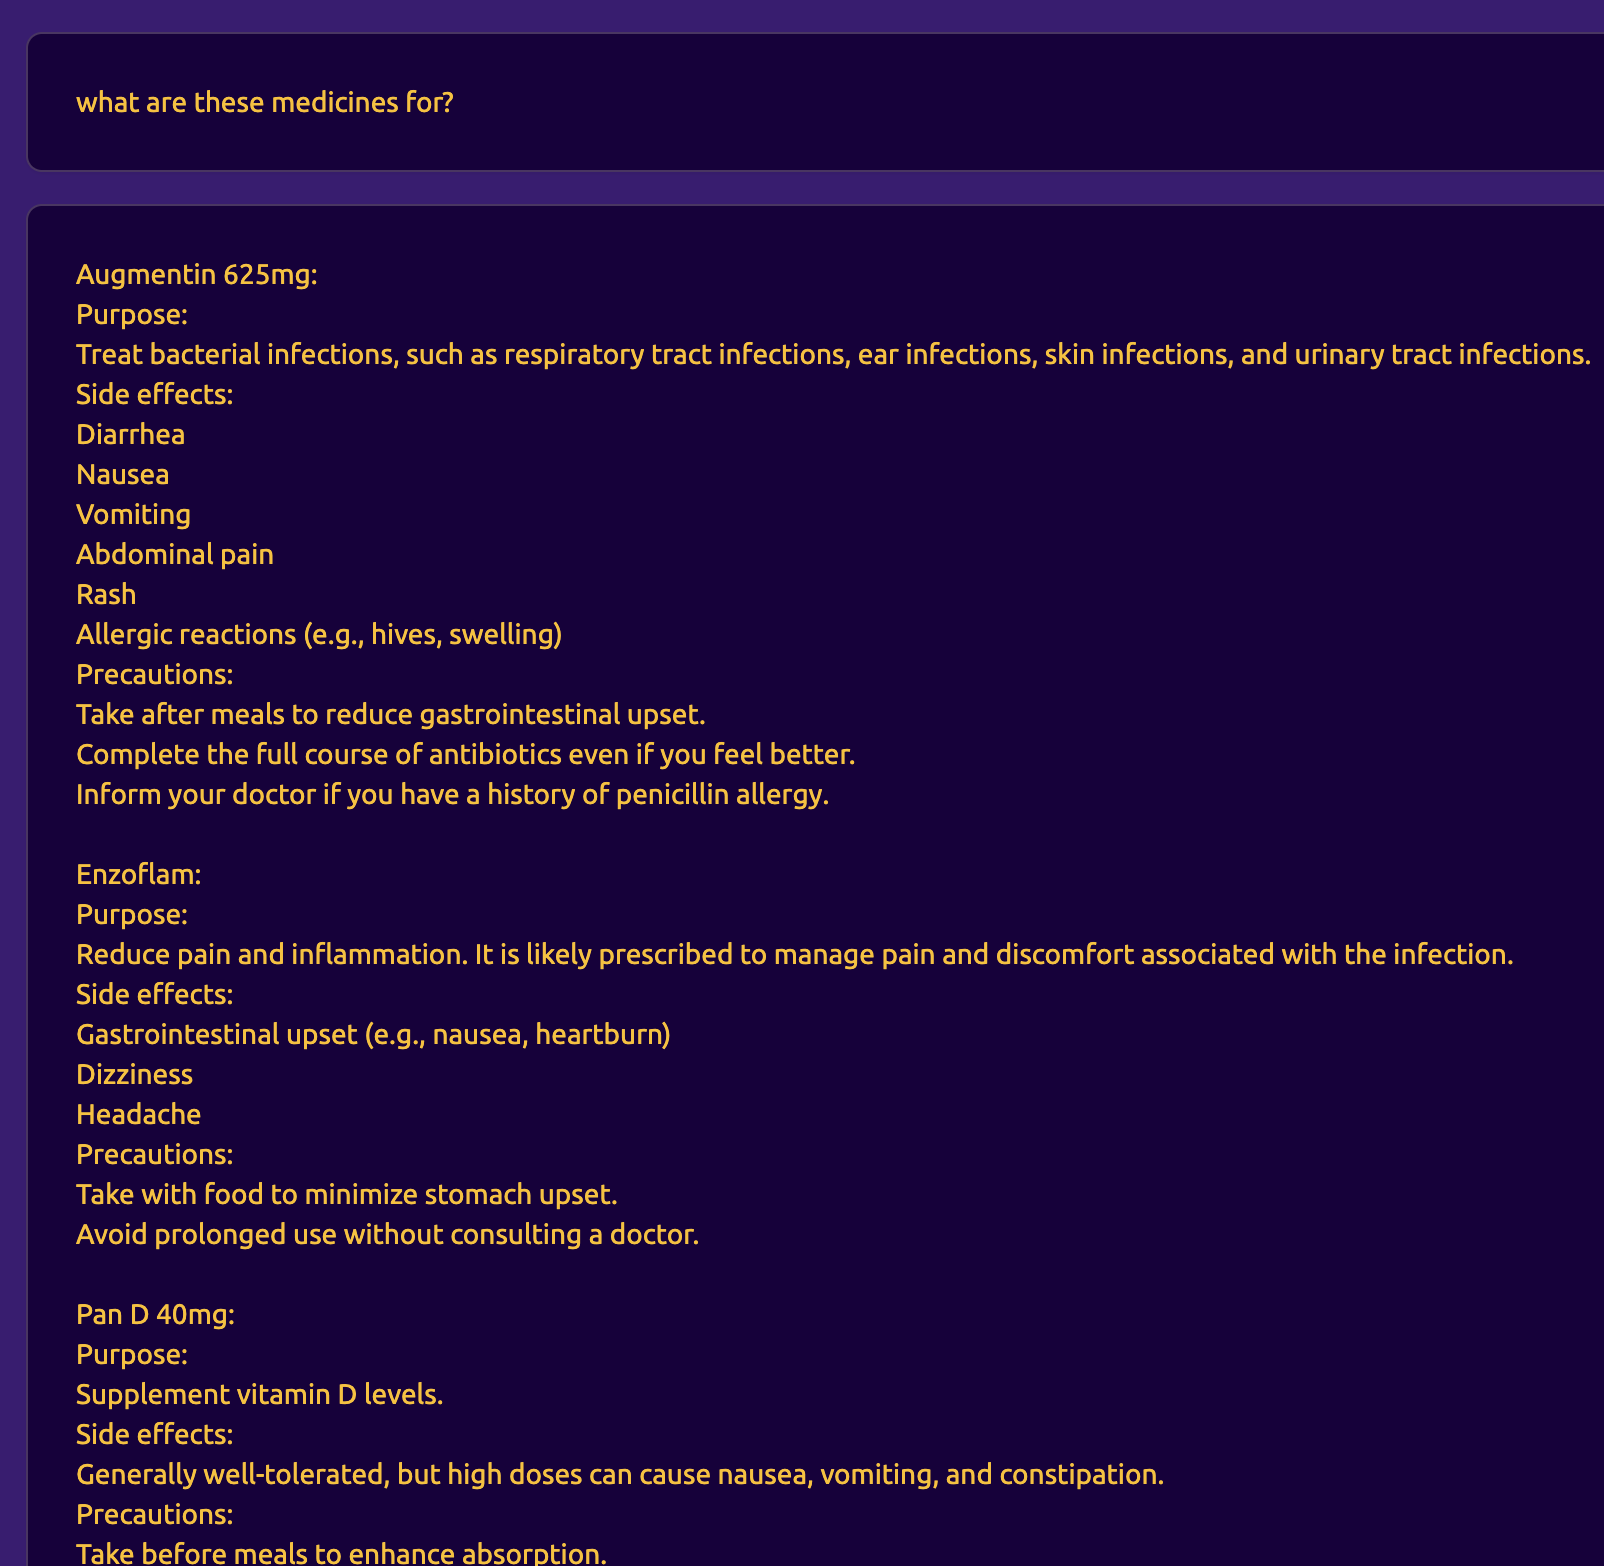 what are these medicines for?
Augmentin 625mg:
Purpose:
Treat bacterial infections, such as respiratory tract infections, ear infections, skin infections, and urinary tract infections.
Side effects:
Diarrhea
Nausea
Vomiting
Abdominal pain
Rash
Allergic reactions (e.g., hives, swelling)
Precautions:
Take after meals to reduce gastrointestinal upset.
Complete the full course of antibiotics even if you feel better.
Inform your doctor if you have a history of penicillin allergy.
Enzoflam:
Purpose:
Reduce pain and inflammation. It is likely prescribed to manage pain and discomfort associated with the infection.
Side effects:
Gastrointestinal upset (e.g., nausea, heartburn)
Dizziness
Headache
Precautions:
Take with food to minimize stomach upset.
Avoid prolonged use without consulting a doctor.
Pan D 40mg:
Purpose:
Supplement vitamin D levels.
Side effects:
Generally well-tolerated, but high doses can cause nausea, vomiting, and constipation.
Precautions:
Take before meals to enhance absorption.